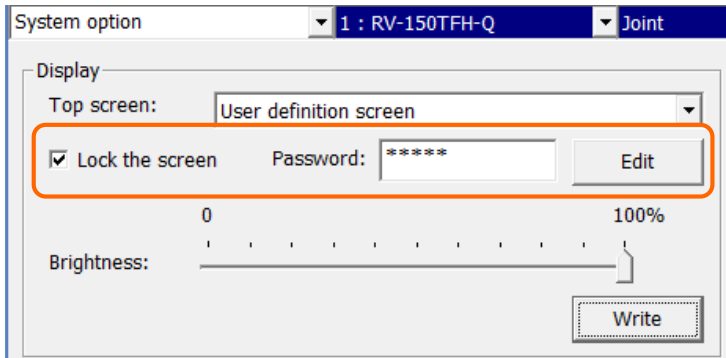 System option 1 : RV-150TFH-Q Joint
Display
Top screen: User definition screen
Lock the screen Password: ***** Edit
0 100%
Brightness:
Write